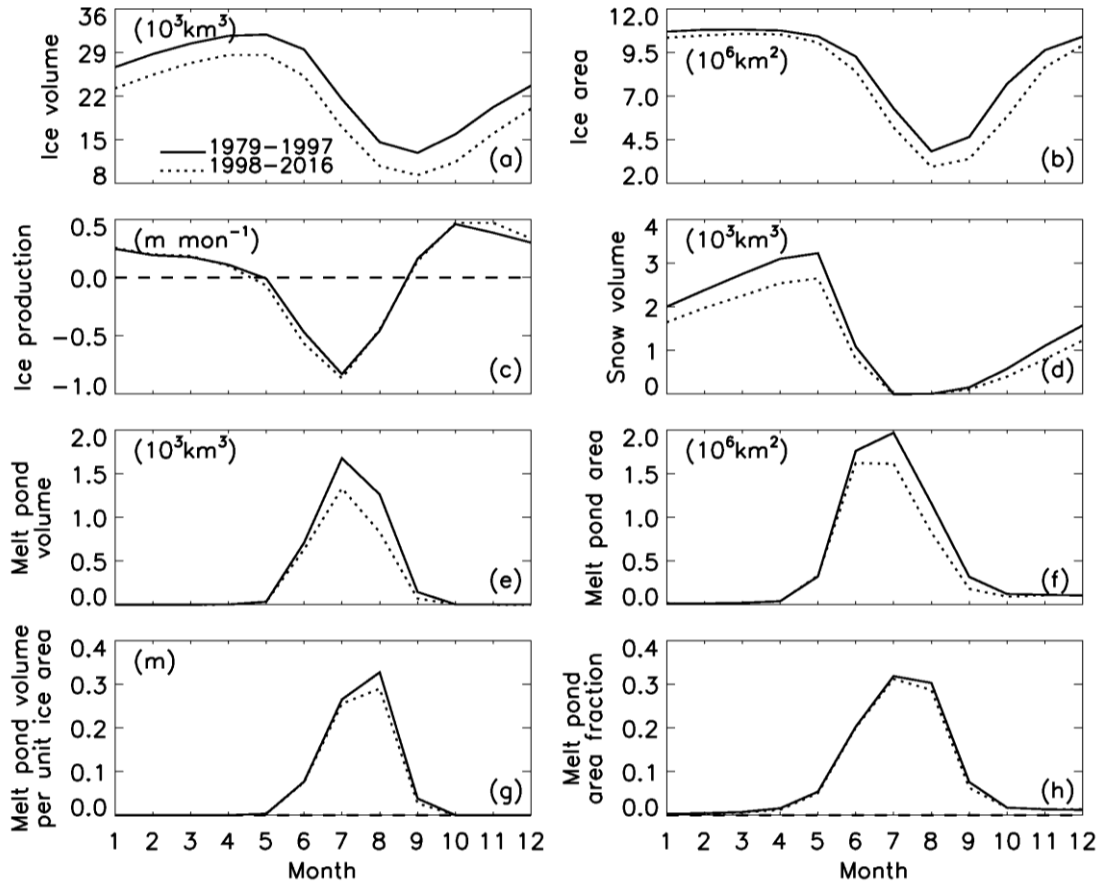 Ice volume
36
29
22
15
8
(10³km³)
1979−1997
1998−2016
(a)
Ice area
12.0
9.5
7.0
4.5
2.0
(10⁶km²)
(b)
Ice production
0.5
0.0
−0.5
−1.0
(m mon⁻¹)
(c)
Snow volume
4
3
2
1
0
(10³km³)
(d)
Melt pond
volume
2.0
1.5
1.0
0.5
0.0
(10³km³)
(e)
Melt pond area
2.0
1.5
1.0
0.5
0.0
(10⁶km²)
(f)
Melt pond volume
per unit ice area
0.4
0.3
0.2
0.1
0.0
(m)
(g)
1 2 3 4 5 6 7 8 9 10 11 12
Month
Melt pond
area fraction
0.4
0.3
0.2
0.1
0.0
(h)
1 2 3 4 5 6 7 8 9 10 11 12
Month